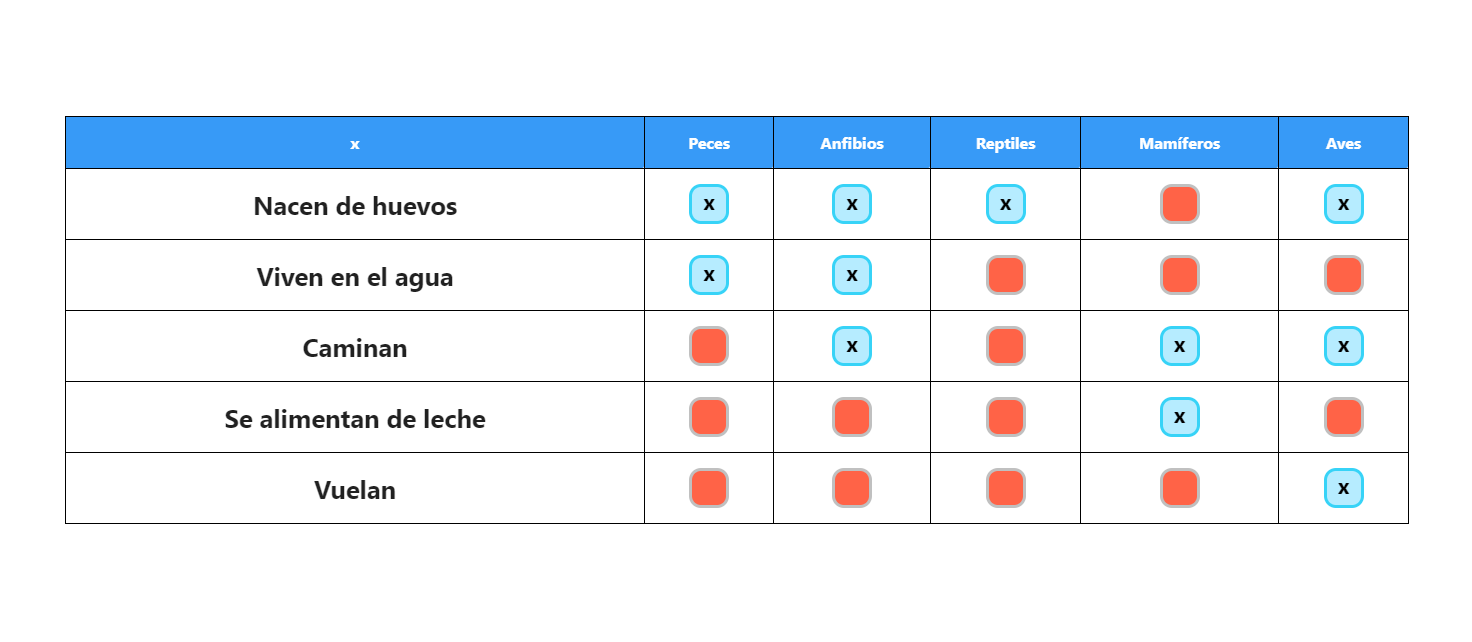 x Peces Anfibios Reptiles Mamíferos Aves
Nacen de huevos x x x x
Viven en el agua x x
Caminan x x x
Se alimentan de leche x
Vuelan x